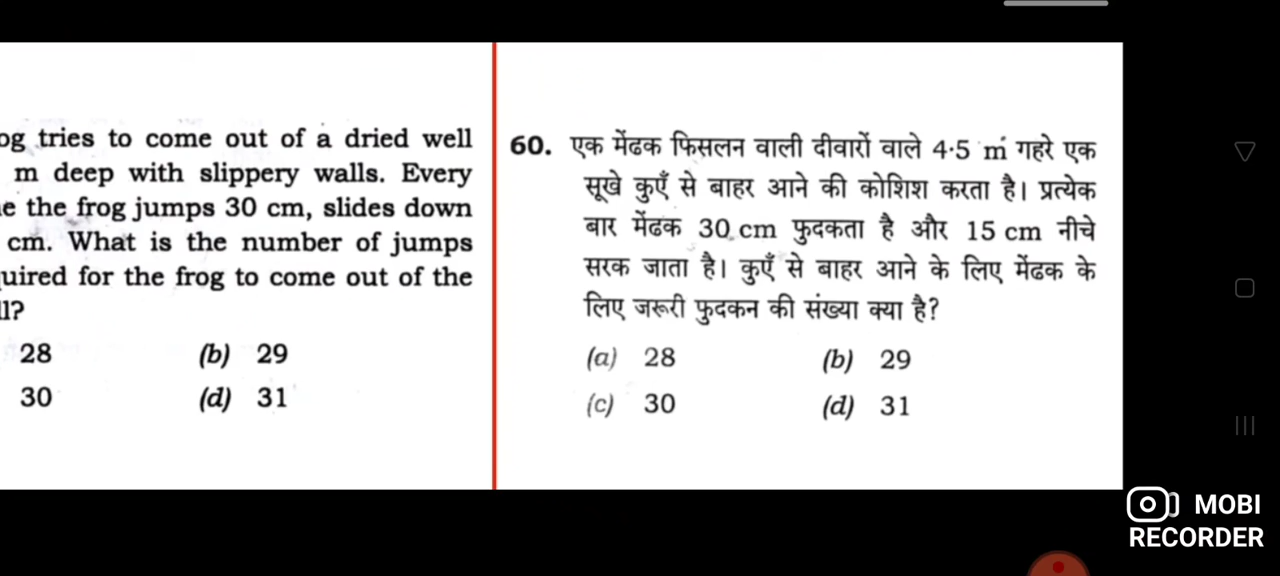 og tries to come out of a dried well
m deep with slippery walls. Every
e the frog jumps 30 cm, slides down
cm. What is the number of jumps
uired for the frog to come out of the
l?
28 (b) 29
30 (d) 31
60. एक मेंढक फिसलन वाली दीवारों वाले 4·5 m गहरे एक
सूखे कुएँ से बाहर आने की कोशिश करता है। प्रत्येक
बार मेंढक 30 cm फुदकता है और 15 cm नीचे
सरक जाता है। कुएँ से बाहर आने के लिए मेंढक के
लिए जरूरी फुदकन की संख्या क्या है?
(a) 28 (b) 29
(c) 30 (d) 31
MOBI
RECORDER